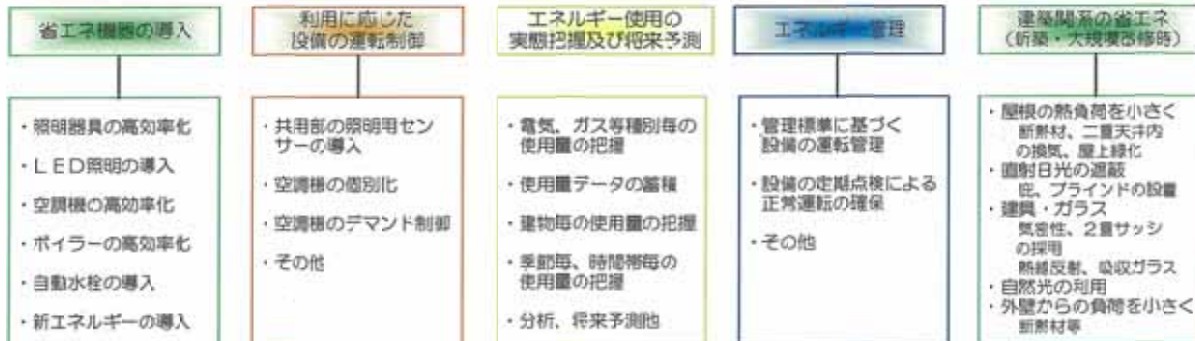 省エネ機器の導入
・照明器具の高効率化
・LED照明の導入
・空調機の高効率化
・ボイラーの高効率化
・自動水栓の導入
・新エネルギーの導入
利用に応じた
設備の運転制御
・共用部の照明用セン
サーの導入
・空調機の個別化
・空調機のデマンド制御
・その他
エネルギー使用の
実態把握及び将来予測
・電気、ガス等種別毎の
使用量の把握
・使用量データの蓄積
・建物毎の使用量の把握
・季節毎、時間帯毎の
使用量の把握
・分析、将来予測他
エネルギー管理
・管理標準に基づく
設備の運転管理
・設備の定期点検による
正常運転の確保
・その他
建築関系の省エネ
(新築・大規模改修時)
・屋根の熱負荷を小さく
断熱材、二重天井内
の換気、屋上緑化
・直射日光の遮蔽
庇、ブラインドの設置
・建具・ガラス
気密性、2重サッシ
の採用
熱線反射、吸収ガラス
・自然光の利用
・外壁からの負荷を小さく
断熱材等